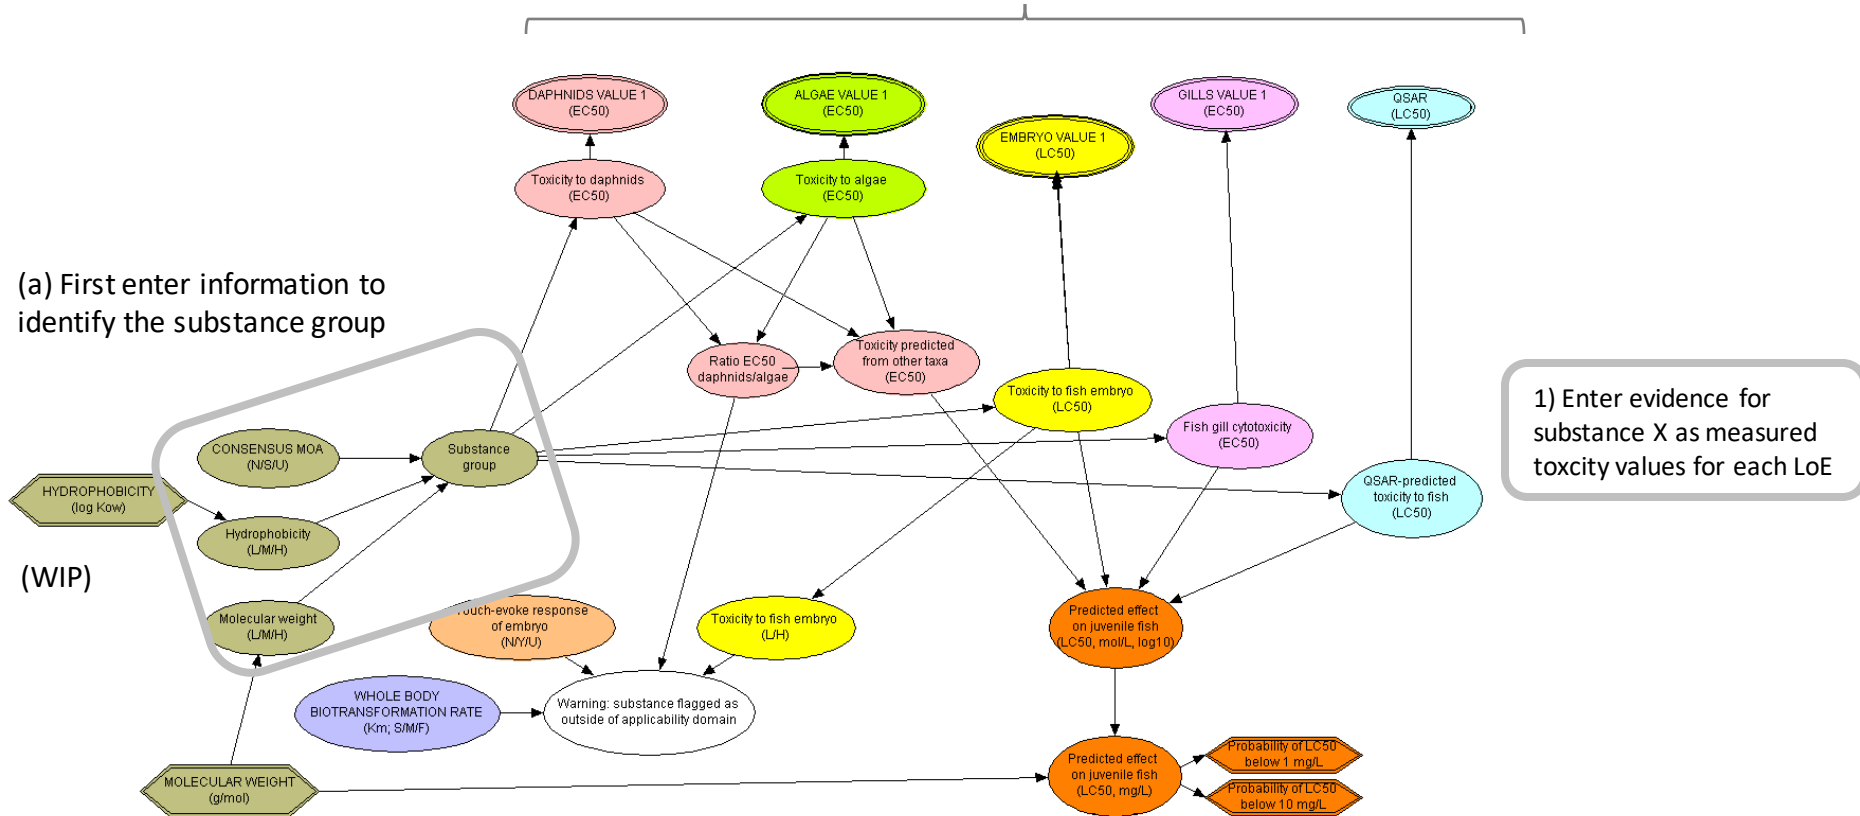 DAPHNIDS VALUE 1
(EC50)
ALGAE VALUE 1
(EC50)
GILLS VALUE 1
(EC50)
QSAR
(LC50)
EMBRYO VALUE 1
(LC50)
Toxicity to daphnids
(EC50)
Toxicity to algae
(EC50)
(a) First enter information to
identify the substance group
Ratio EC50
daphnids/algae
Toxicity predicted
from other taxa
(EC50)
Toxicity to fish embryo
(LC50)
Fish gill cytotoxicity
(EC50)
1) Enter evidence for
substance X as measured
toxcity values for each LoE
CONSENSUS MOA
(N/S/U)
Substance
group
HYDROPHOBICITY
(log Kow)
Hydrophobicity
(L/M/H)
QSAR-predicted
toxicity to fish
(LC50)
(WIP)
Molecular weight
(L/M/H)
Touch-evoke response
of embryo
(N/Y/U)
Toxicity to fish embryo
(L/H)
Predicted effect
on juvenile fish
(LC50, mol/L, log10)
WHOLE BODY
BIOTRANSFORMATION RATE
(Km; S/M/F)
Warning: substance flagged as
outside of applicability domain
MOLECULAR WEIGHT
(g/mol)
Predicted effect
on juvenile fish
(LC50, mg/L)
Probability of LC50
below 1 mg/L
Probability of LC50
below 10 mg/L